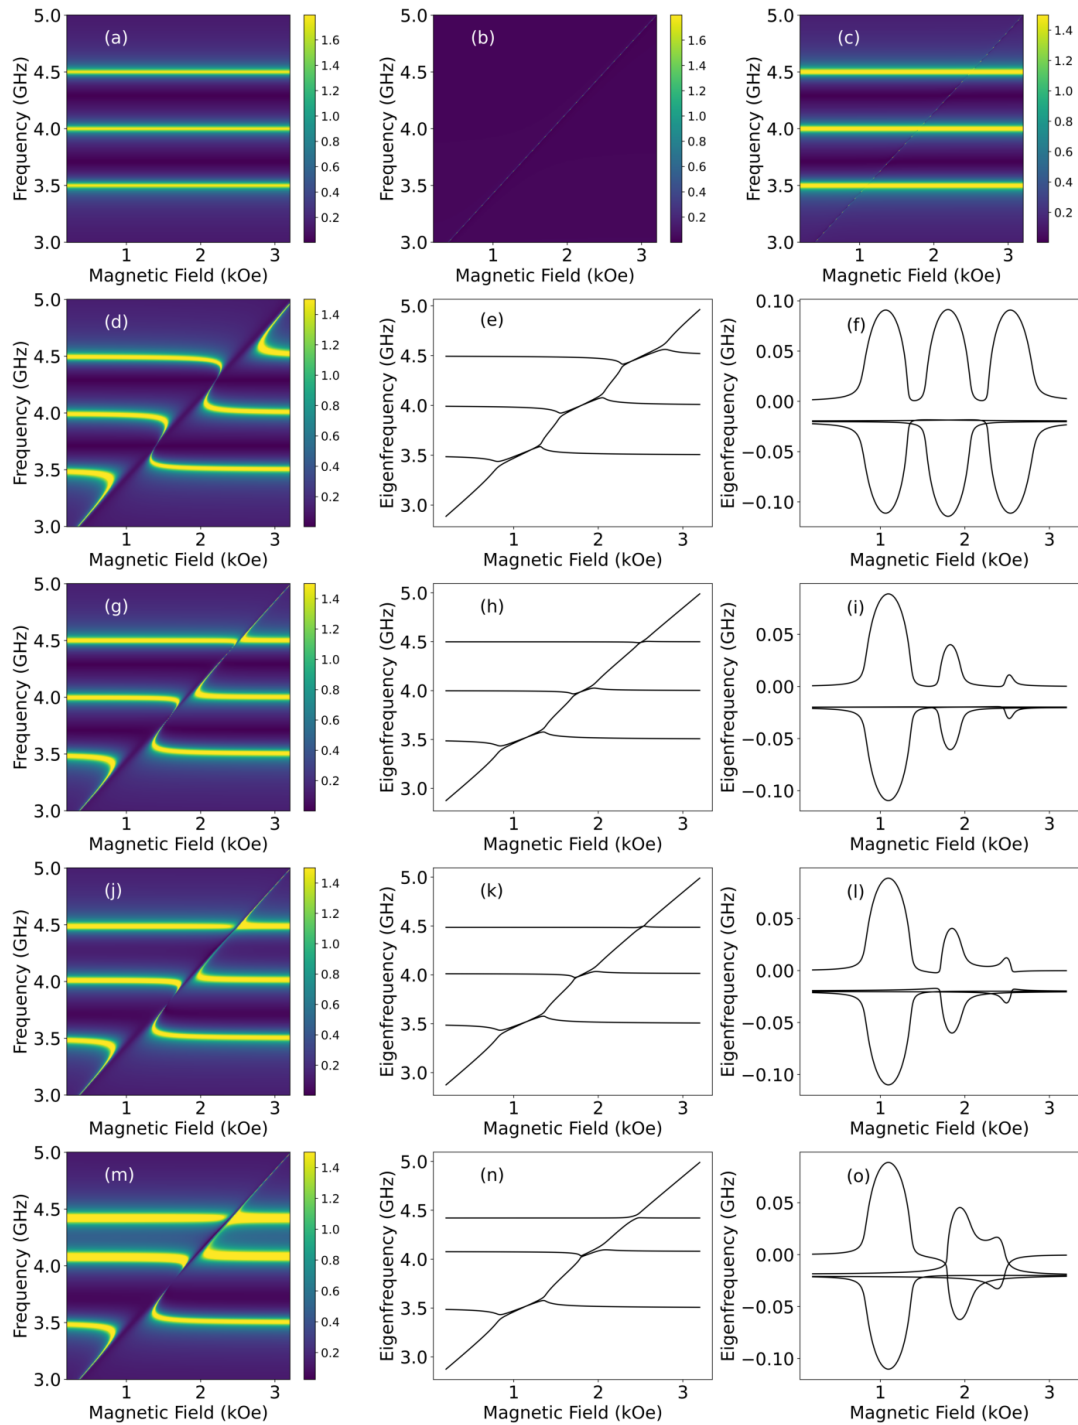 (a)
Frequency (GHz)
5.0
4.5
4.0
3.5
3.0
1 2 3
Magnetic Field (kOe)
1.6
1.4
1.2
1.0
0.8
0.6
0.4
0.2
(b)
Frequency (GHz)
5.0
4.5
4.0
3.5
3.0
1 2 3
Magnetic Field (kOe)
1.6
1.4
1.2
1.0
0.8
0.6
0.4
0.2
(c)
Frequency (GHz)
5.0
4.5
4.0
3.5
3.0
1 2 3
Magnetic Field (kOe)
1.4
1.2
1.0
0.8
0.6
0.4
0.2
(d)
Frequency (GHz)
5.0
4.5
4.0
3.5
3.0
1 2 3
Magnetic Field (kOe)
1.4
1.2
1.0
0.8
0.6
0.4
0.2
(e)
Eigenfrequency (GHz)
5.0
4.5
4.0
3.5
3.0
1 2 3
Magnetic Field (kOe)
(f)
Eigenfrequency (GHz)
0.10
0.05
0.00
−0.05
−0.10
1 2 3
Magnetic Field (kOe)
(g)
Frequency (GHz)
5.0
4.5
4.0
3.5
3.0
1 2 3
Magnetic Field (kOe)
1.4
1.2
1.0
0.8
0.6
0.4
0.2
(h)
Eigenfrequency (GHz)
5.0
4.5
4.0
3.5
3.0
1 2 3
Magnetic Field (kOe)
(i)
Eigenfrequency (GHz)
0.05
0.00
−0.05
−0.10
1 2 3
Magnetic Field (kOe)
(j)
Frequency (GHz)
5.0
4.5
4.0
3.5
3.0
1 2 3
Magnetic Field (kOe)
1.4
1.2
1.0
0.8
0.6
0.4
0.2
(k)
Eigenfrequency (GHz)
5.0
4.5
4.0
3.5
3.0
1 2 3
Magnetic Field (kOe)
(l)
Eigenfrequency (GHz)
0.05
0.00
−0.05
−0.10
1 2 3
Magnetic Field (kOe)
(m)
Frequency (GHz)
5.0
4.5
4.0
3.5
3.0
1 2 3
Magnetic Field (kOe)
1.4
1.2
1.0
0.8
0.6
0.4
0.2
(n)
Eigenfrequency (GHz)
5.0
4.5
4.0
3.5
3.0
1 2 3
Magnetic Field (kOe)
(o)
Eigenfrequency (GHz)
0.05
0.00
−0.05
−0.10
1 2 3
Magnetic Field (kOe)